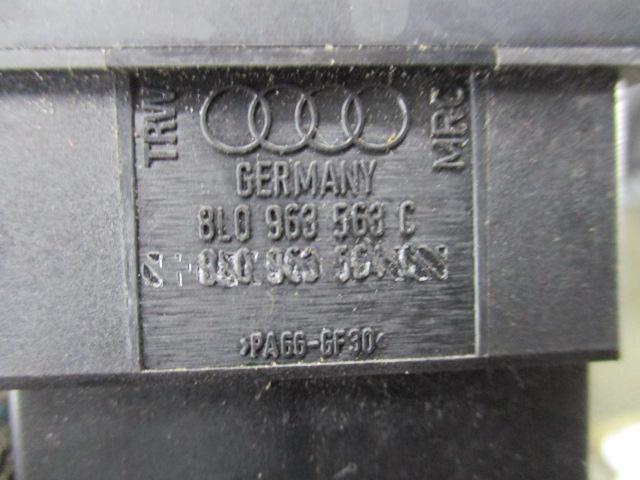 TRW
MRC
GERMANY
8L0 963 563 C
>PA66-GF30<